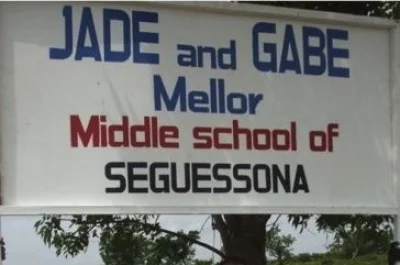 JADE and GABE
Mellor
Middle school of
SEGUESSONA